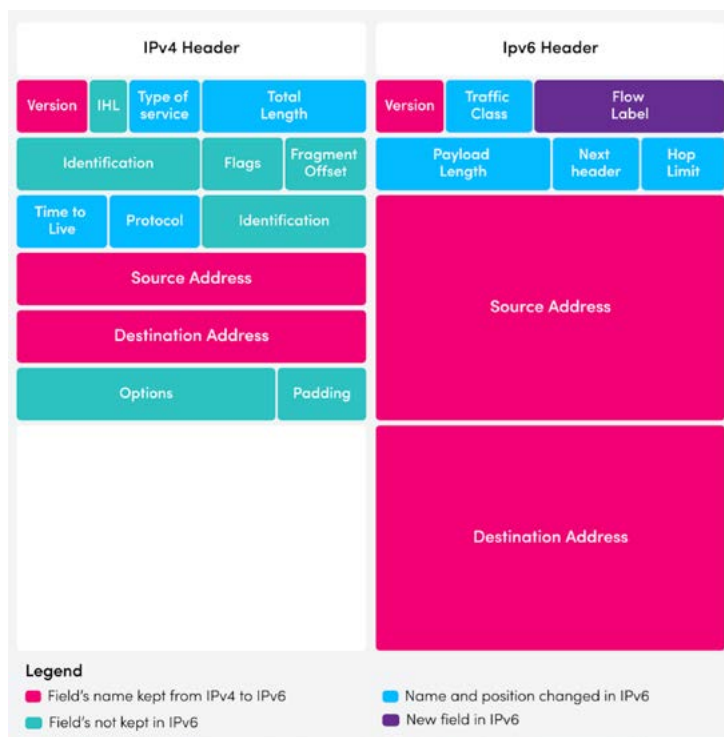 IPv4 Header
Version
IHL
Type of
service
Total
Length
Identification
Flags
Fragment
Offset
Time to
Live
Protocol
Identification
Source Address
Destination Address
Options
Padding
Ipv6 Header
Version
Traffic
Class
Flow
Label
Payload
Length
Next
header
Hop
Limit
Source Address
Destination Address
Legend
Field's name kept from IPv4 to IPv6
Field's not kept in IPv6
Name and position changed in IPv6
New field in IPv6